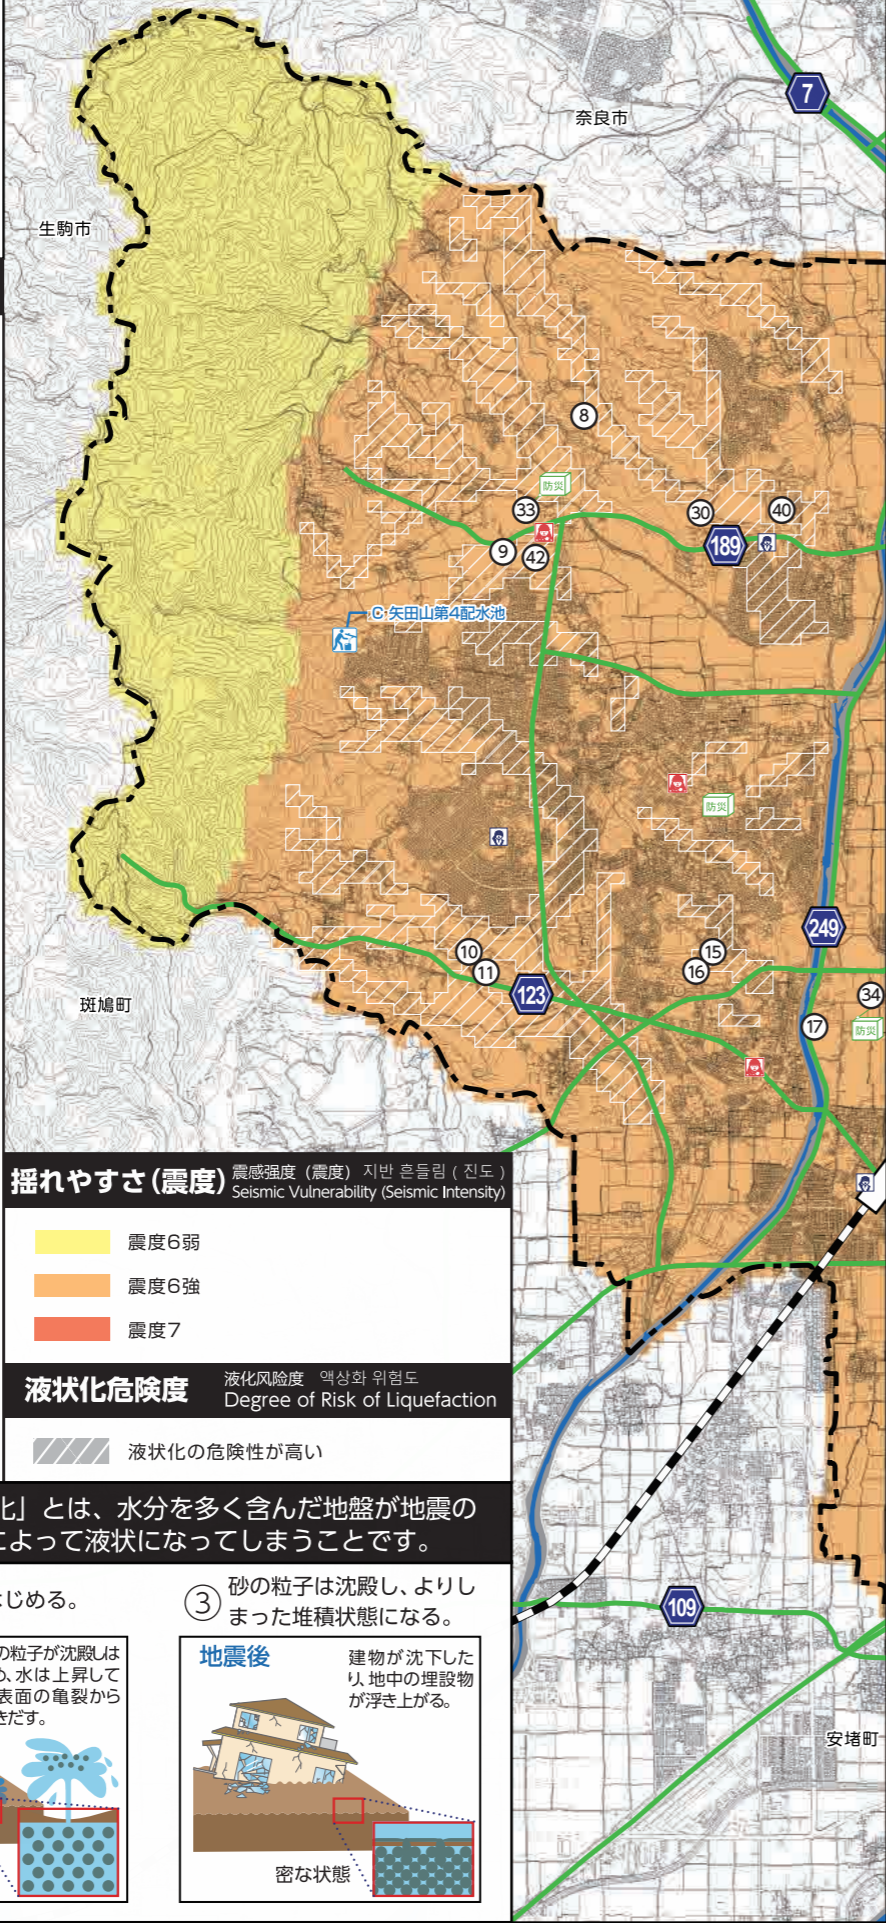 7
奈良市
生駒市
8
防災
33
30
40
9
42
189
C 矢田山第4配水池
防災
249
10
11
15
16
123
34
17
防災
斑鳩町
揺れやすさ(震度)
震感强度（震度） 지반 흔들림 ( 진도 )
Seismic Vulnerability (Seismic Intensity)
震度6弱
震度6強
震度7
液状化危険度
液化风险度 액상화 위험도
Degree of Risk of Liquefaction
液状化の危険性が高い
化」とは、水分を多く含んだ地盤が地震の
によって液状になってしまうことです。
はじめる。
の粒子が沈殿しは
め、水は上昇して
表面の亀裂から
きだす。
③ 砂の粒子は沈殿し、よりし
まった堆積状態になる。
地震後
建物が沈下した
り、地中の埋設物
が浮き上がる。
密な状態
109
安堵町